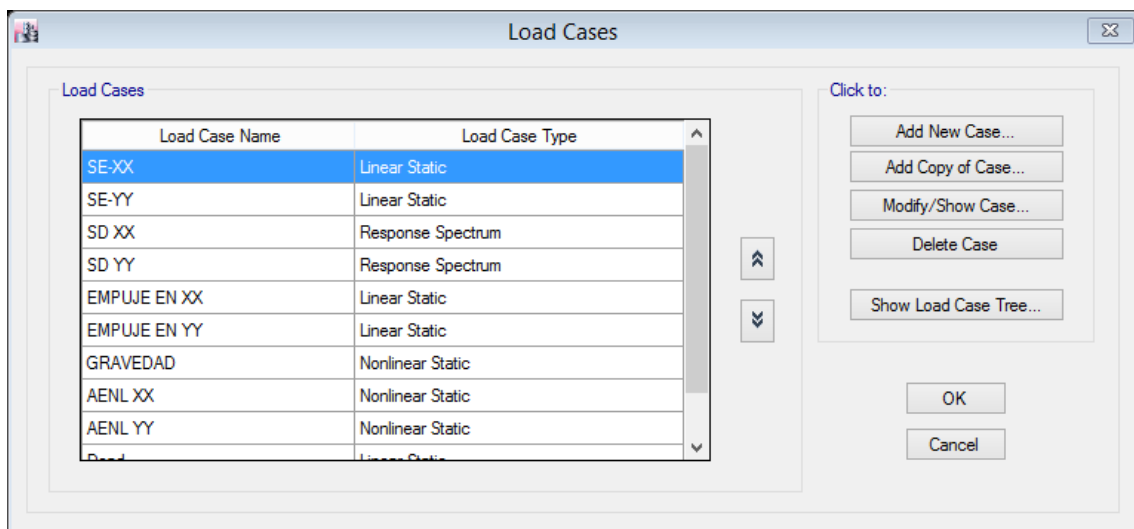 Load Cases
Load Cases
Load Case Name Load Case Type
SE-XX Linear Static
SE-YY Linear Static
SD XX Response Spectrum
SD YY Response Spectrum
EMPUJE EN XX Linear Static
EMPUJE EN YY Linear Static
GRAVEDAD Nonlinear Static
AENL XX Nonlinear Static
AENL YY Nonlinear Static
Dead Linear Static
Click to:
Add New Case...
Add Copy of Case...
Modify/Show Case...
Delete Case
Show Load Case Tree...
OK
Cancel